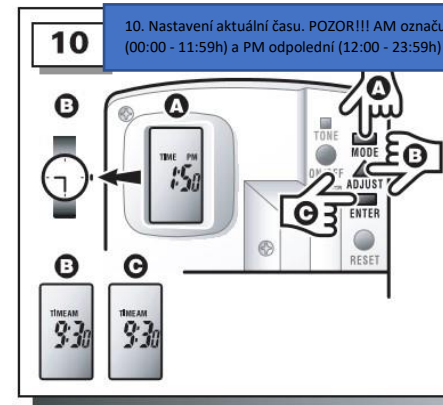 10
10. Nastavení aktuální času. POZOR!!! AM označu
(00:00 - 11:59h) a PM odpolední (12:00 - 23:59h)
B
A
A
TIME PM
1:50
TONE
MODE
ON/OFF
B
ADJUST
C
ENTER
RESET
B
C
TIME AM
9:30
TIME AM
9:30